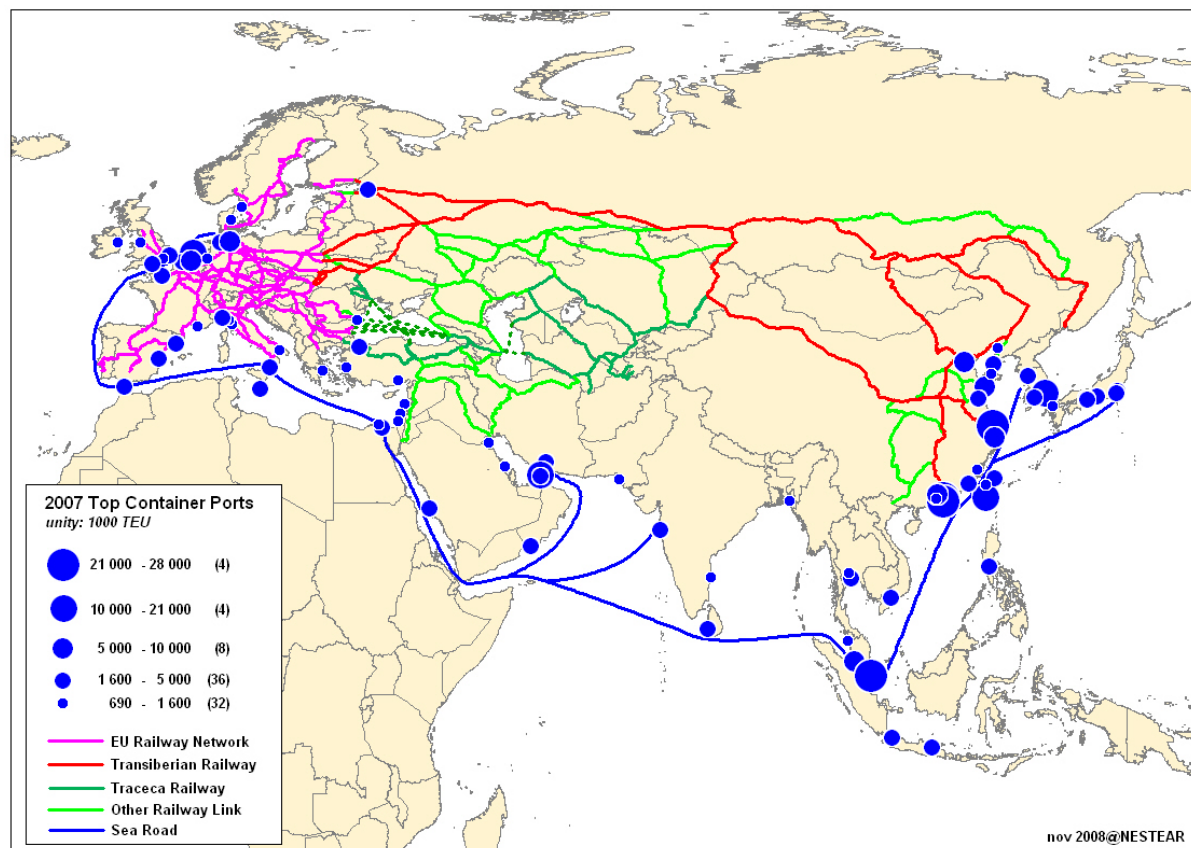 2007 Top Container Ports
unity: 1000 TEU
21 000 - 28 000 (4)
10 000 - 21 000 (4)
5 000 - 10 000 (8)
1 600 - 5 000 (36)
690 - 1 600 (32)
EU Railway Network
Transiberian Railway
Traceca Railway
Other Railway Link
Sea Road
nov 2008@NESTEAR